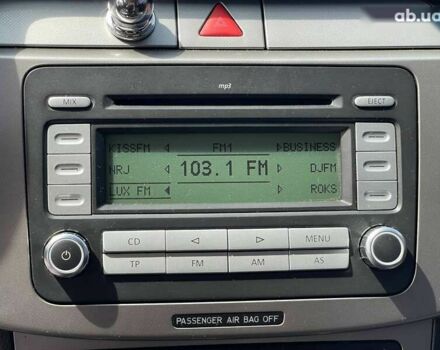 ab.ua
mp3
MIX
EJECT
KISSFM FM1 BUSINESS
NRJ 103.1 FM DJFM
LUX FM ROKS
CD MENU
TP FM AM AS
PASSENGER AIR BAG OFF